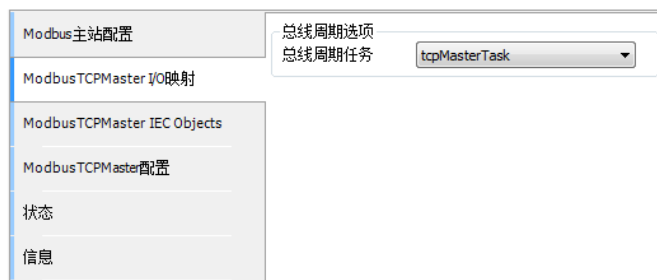 Modbus主站配置
ModbusTCPMaster I/O映射
ModbusTCPMaster IEC Objects
ModbusTCPMaster配置
状态
信息
总线周期选项
总线周期任务 tcpMasterTask